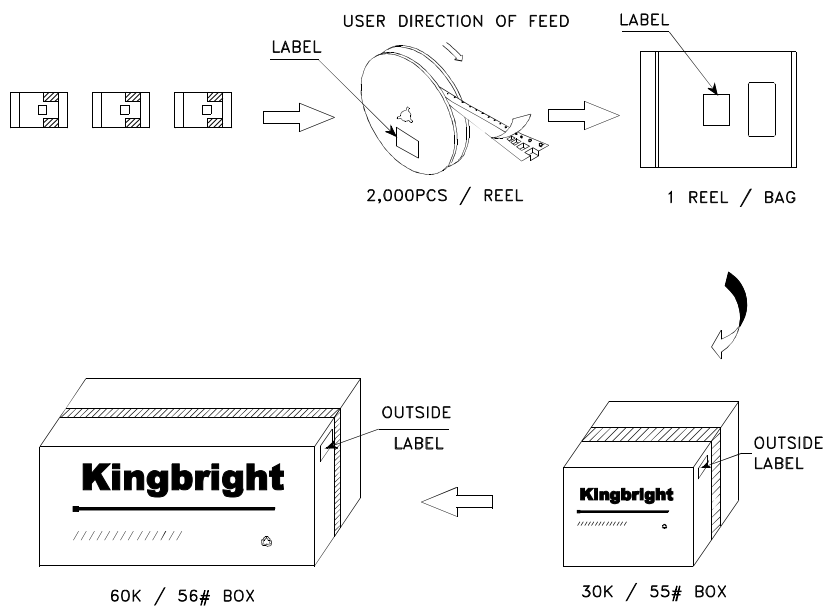 USER DIRECTION OF FEED
LABEL
LABEL
2,000PCS / REEL
1 REEL / BAG
OUTSIDE
LABEL
Kingbright
60K / 56# BOX
OUTSIDE
LABEL
Kingbright
30K / 55# BOX